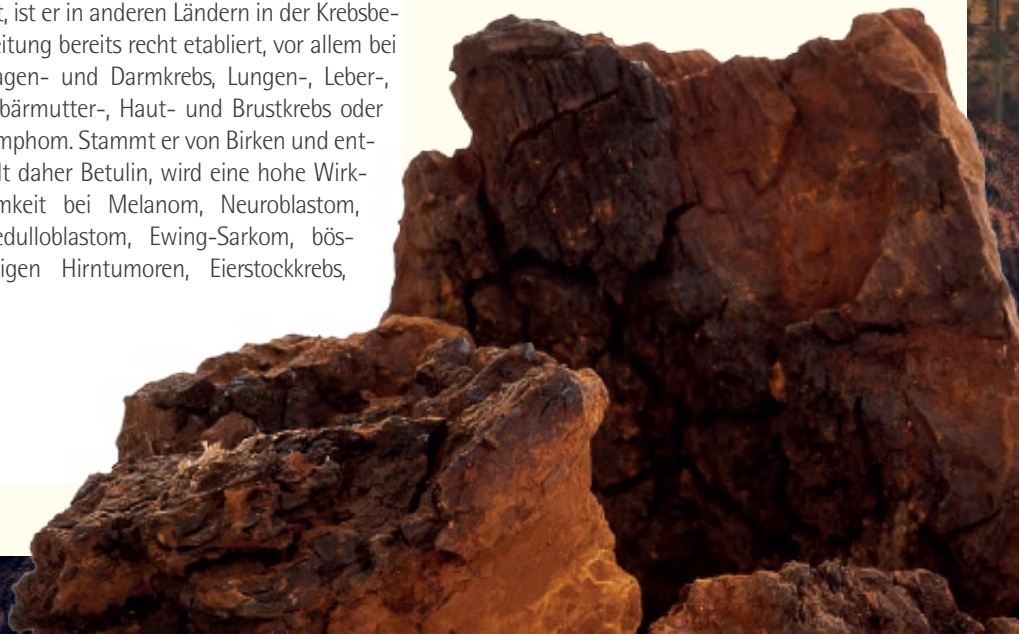 t, ist er in anderen Ländern in der Krebsbe-
eitung bereits recht etabliert, vor allem bei
agen- und Darmkrebs, Lungen-, Leber-,
bärmutter-, Haut- und Brustkrebs oder
mphom. Stammt er von Birken und ent-
lt daher Betulin, wird eine hohe Wirk-
mkeit bei Melanom, Neuroblastom,
edulloblastom, Ewing-Sarkom, bös-
igen Hirntumoren, Eierstockkrebs,